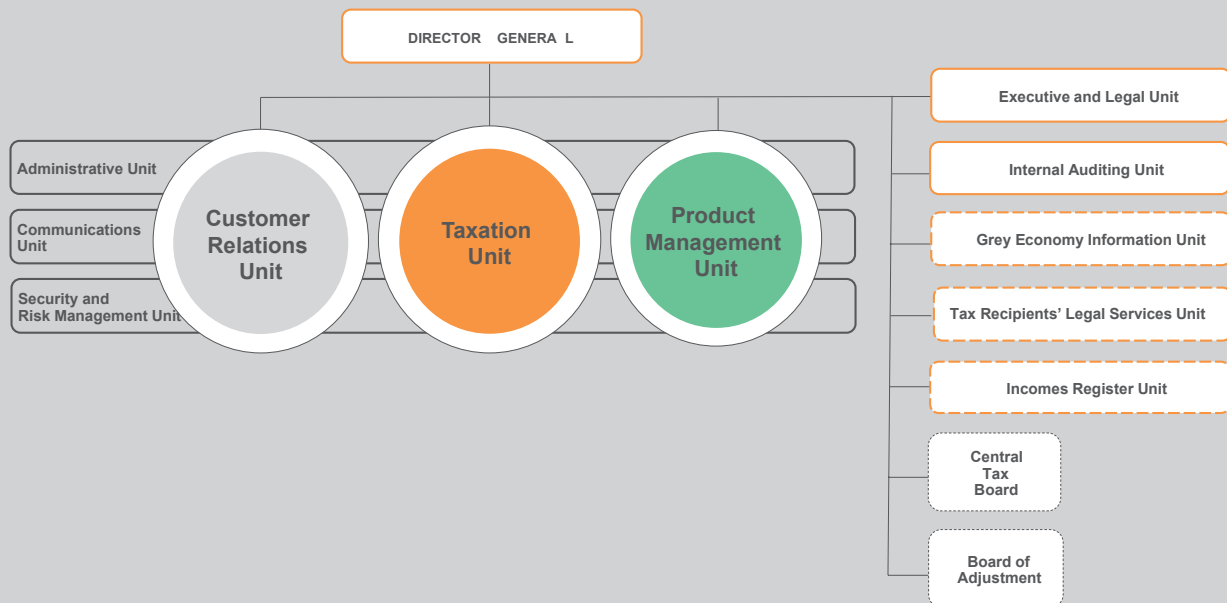 DIRECTOR GENERA L
Executive and Legal Unit
Administrative Unit
Internal Auditing Unit
Communications
Unit
Customer
Relations
Unit
Taxation
Unit
Product
Management
Unit
Grey Economy Information Unit
Security and
Risk Management Unit
Tax Recipients’ Legal Services Unit
Incomes Register Unit
Central
Tax
Board
Board of
Adjustment